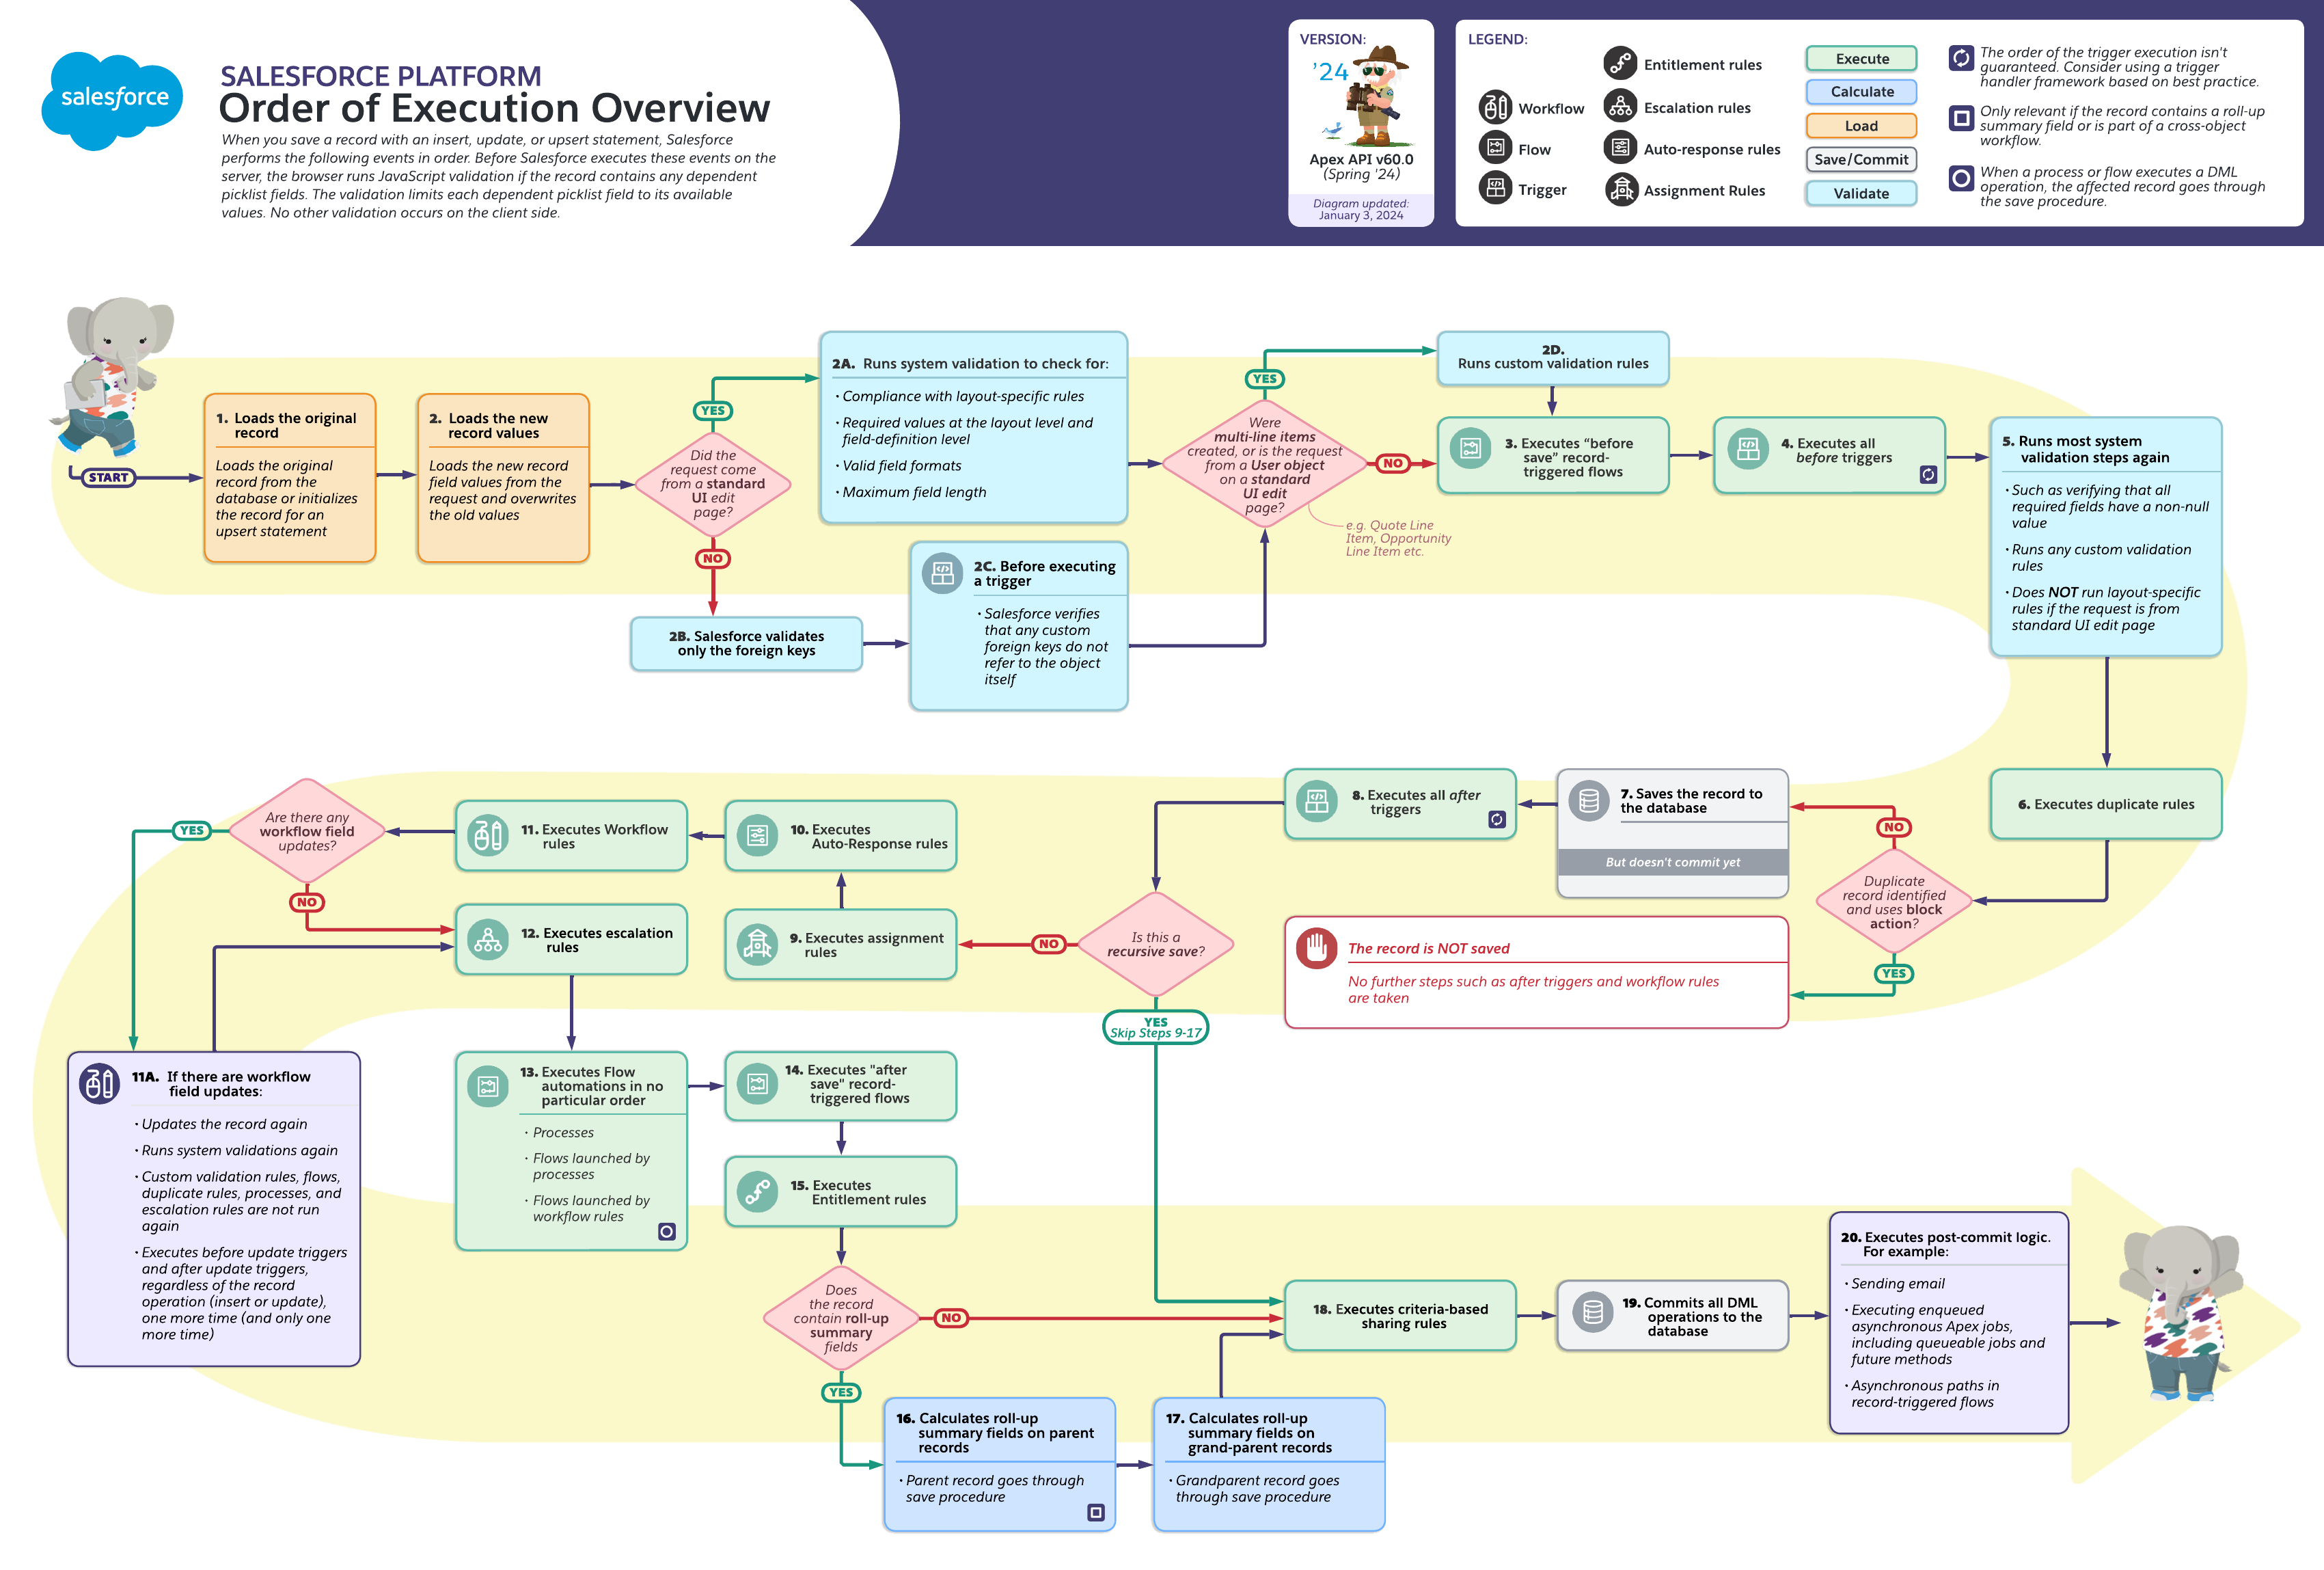 salesforce
SALESFORCE PLATFORM
Order of Execution Overview
When you save a record with an insert, update, or upsert statement, Salesforce
performs the following events in order. Before Salesforce executes these events on the
server, the browser runs JavaScript validation if the record contains any dependent
picklist fields. The validation limits each dependent picklist field to its available
values. No other validation occurs on the client side.
VERSION:
'24
Apex API v60.0
(Spring '24)
Diagram updated:
January 3, 2024
LEGEND:
Workflow
Flow
Trigger
Entitlement rules
Escalation rules
Auto-response rules
Assignment Rules
Execute
Calculate
Load
Save/Commit
Validate
The order of the trigger execution isn't
guaranteed. Consider using a trigger
handler framework based on best practice.
Only relevant if the record contains a roll-up
summary field or is part of a cross-object
workflow.
When a process or flow executes a DML
operation, the affected record goes through
the save procedure.
START
1. Loads the original
record
Loads the original
record from the
database or initializes
the record for an
upsert statement
2. Loads the new
record values
Loads the new record
field values from the
request and overwrites
the old values
Did the
request come
from a standard
UI edit
page?
YES
NO
2A. Runs system validation to check for:
· Compliance with layout-specific rules
· Required values at the layout level and
field-definition level
· Valid field formats
· Maximum field length
2B. Salesforce validates
only the foreign keys
2C. Before executing
a trigger
· Salesforce verifies
that any custom
foreign keys do not
refer to the object
itself
Were
multi-line items
created, or is the request
from a User object
on a standard
UI edit
page?
e.g. Quote Line
Item, Opportunity
Line Item etc.
YES
NO
2D.
Runs custom validation rules
3. Executes “before
save” record-
triggered flows
4. Executes all
before triggers
5. Runs most system
validation steps again
· Such as verifying that all
required fields have a non-null
value
· Runs any custom validation
rules
· Does NOT run layout-specific
rules if the request is from
standard UI edit page
6. Executes duplicate rules
Duplicate
record identified
and uses block
action?
NO
YES
7. Saves the record to
the database
But doesn't commit yet
The record is NOT saved
No further steps such as after triggers and workflow rules
are taken
8. Executes all after
triggers
Is this a
recursive save?
NO
YES
Skip Steps 9-17
9. Executes assignment
rules
10. Executes
Auto-Response rules
11. Executes Workflow
rules
Are there any
workflow field
updates?
YES
NO
11A. If there are workflow
field updates:
· Updates the record again
· Runs system validations again
· Custom validation rules, flows,
duplicate rules, processes, and
escalation rules are not run
again
· Executes before update triggers
and after update triggers,
regardless of the record
operation (insert or update),
one more time (and only one
more time)
12. Executes escalation
rules
13. Executes Flow
automations in no
particular order
· Processes
· Flows launched by
processes
· Flows launched by
workflow rules
14. Executes "after
save" record-
triggered flows
15. Executes
Entitlement rules
Does
the record
contain roll-up
summary
fields
NO
YES
16. Calculates roll-up
summary fields on parent
records
· Parent record goes through
save procedure
17. Calculates roll-up
summary fields on
grand-parent records
· Grandparent record goes
through save procedure
18. Executes criteria-based
sharing rules
19. Commits all DML
operations to the
database
20. Executes post-commit logic.
For example:
· Sending email
· Executing enqueued
asynchronous Apex jobs,
including queueable jobs and
future methods
· Asynchronous paths in
record-triggered flows